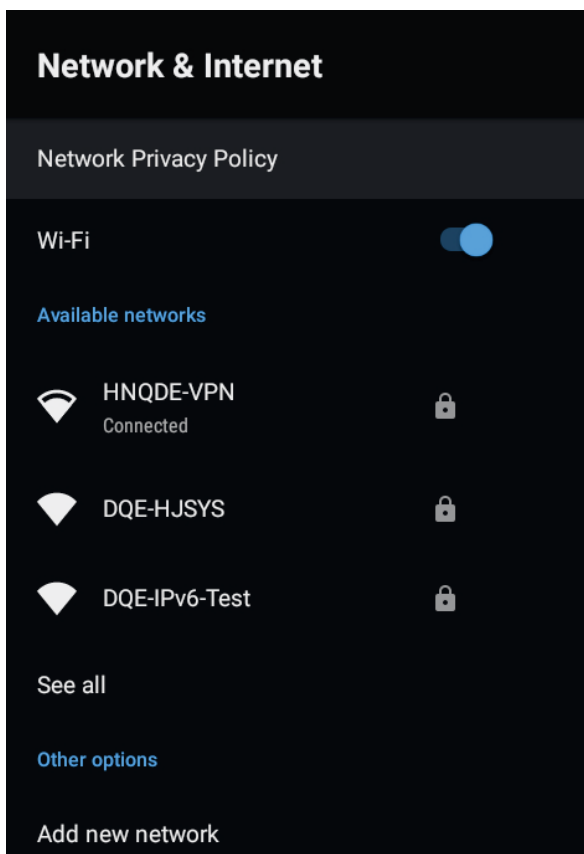 Network & Internet
Network Privacy Policy
Wi-Fi
Available networks
HNQDE-VPN
Connected
DQE-HJSYS
DQE-IPv6-Test
See all
Other options
Add new network